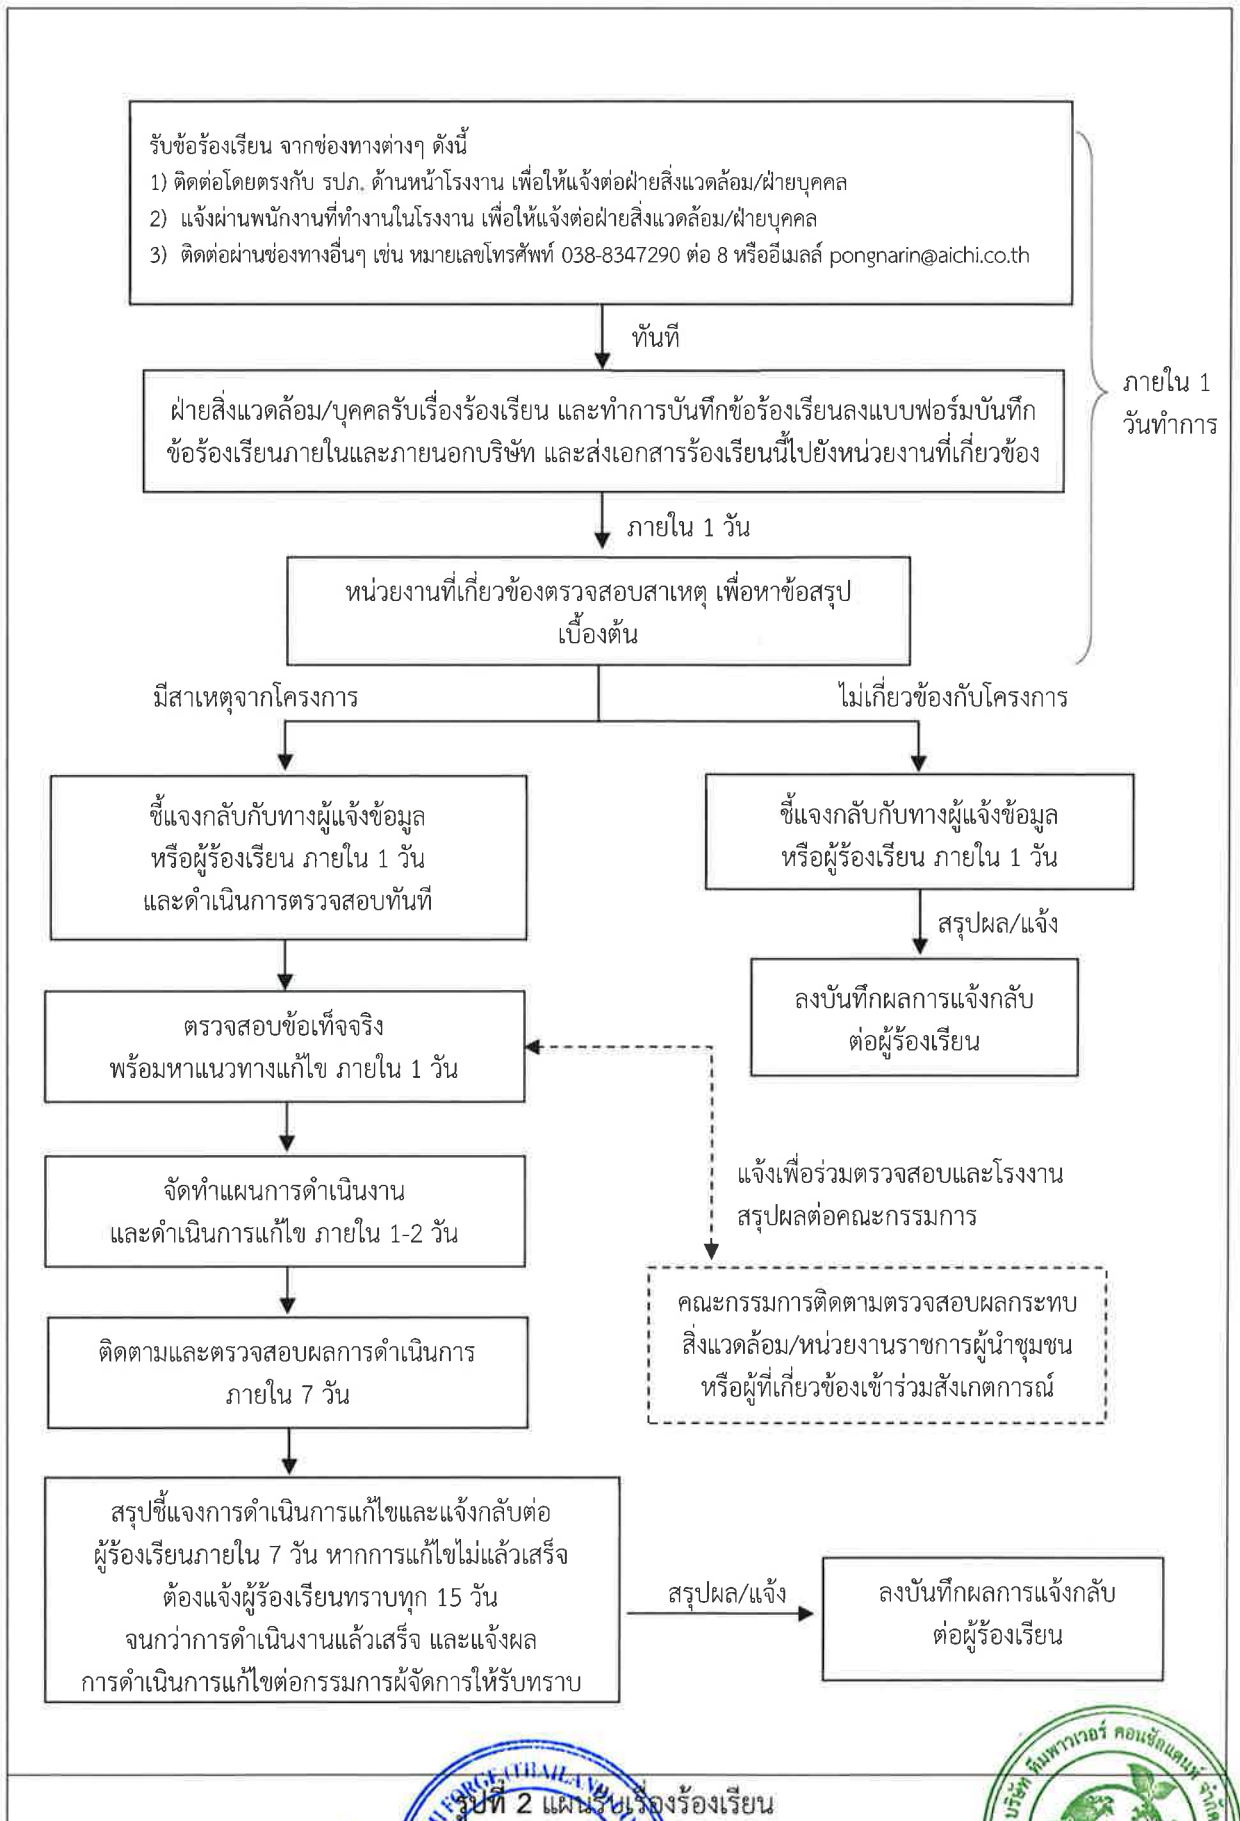 รับข้อร้องเรียน จากช่องทางต่างๆ ดังนี้
1) ติดต่อโดยตรงกับ รปภ. ด้านหน้าโรงงาน เพื่อให้แจ้งต่อฝ่ายสิ่งแวดล้อม/ฝ่ายบุคคล
2) แจ้งผ่านพนักงานที่ทำงานในโรงงาน เพื่อให้แจ้งต่อฝ่ายสิ่งแวดล้อม/ฝ่ายบุคคล
3) ติดต่อผ่านช่องทางอื่นๆ เช่น หมายเลขโทรศัพท์ 038-8347290 ต่อ 8 หรืออีเมลล์ pongnarin@aichi.co.th
ทันที
ภายใน 1
วันทำการ
ฝ่ายสิ่งแวดล้อม/บุคคลรับเรื่องร้องเรียน และทำการบันทึกข้อร้องเรียนลงแบบฟอร์มบันทึก
ข้อร้องเรียนภายในและภายนอกบริษัท และส่งเอกสารร้องเรียนนี้ไปยังหน่วยงานที่เกี่ยวข้อง
ภายใน 1 วัน
หน่วยงานที่เกี่ยวข้องตรวจสอบสาเหตุ เพื่อหาข้อสรุป
เบื้องต้น
มีสาเหตุจากโครงการ
ไม่เกี่ยวข้องกับโครงการ
ชี้แจงกลับกับทางผู้แจ้งข้อมูล
หรือผู้ร้องเรียน ภายใน 1 วัน
และดำเนินการตรวจสอบทันที
ชี้แจงกลับกับทางผู้แจ้งข้อมูล
หรือผู้ร้องเรียน ภายใน 1 วัน
สรุปผล/แจ้ง
ลงบันทึกผลการแจ้งกลับ
ต่อผู้ร้องเรียน
ตรวจสอบข้อเท็จจริง
พร้อมหาแนวทางแก้ไข ภายใน 1 วัน
แจ้งเพื่อร่วมตรวจสอบและโรงงาน
สรุปผลต่อคณะกรรมการ
จัดทำแผนการดำเนินงาน
และดำเนินการแก้ไข ภายใน 1-2 วัน
คณะกรรมการติดตามตรวจสอบผลกระทบ
สิ่งแวดล้อม/หน่วยงานราชการผู้นำชุมชน
หรือผู้ที่เกี่ยวข้องเข้าร่วมสังเกตการณ์
ติดตามและตรวจสอบผลการดำเนินการ
ภายใน 7 วัน
สรุปชี้แจงการดำเนินการแก้ไขและแจ้งกลับต่อ
ผู้ร้องเรียนภายใน 7 วัน หากการแก้ไขไม่แล้วเสร็จ
ต้องแจ้งผู้ร้องเรียนทราบทุก 15 วัน
จนกว่าการดำเนินงานแล้วเสร็จ และแจ้งผล
การดำเนินการแก้ไขต่อกรรมการผู้จัดการให้รับทราบ
สรุปผล/แจ้ง
ลงบันทึกผลการแจ้งกลับ
ต่อผู้ร้องเรียน
บริษัท ทีมพาวเวอร์ คอนซัลแตนท์ จำกัด
FORGE (THAILAND)
รูปที่ 2 แผนรับเรื่องร้องเรียน